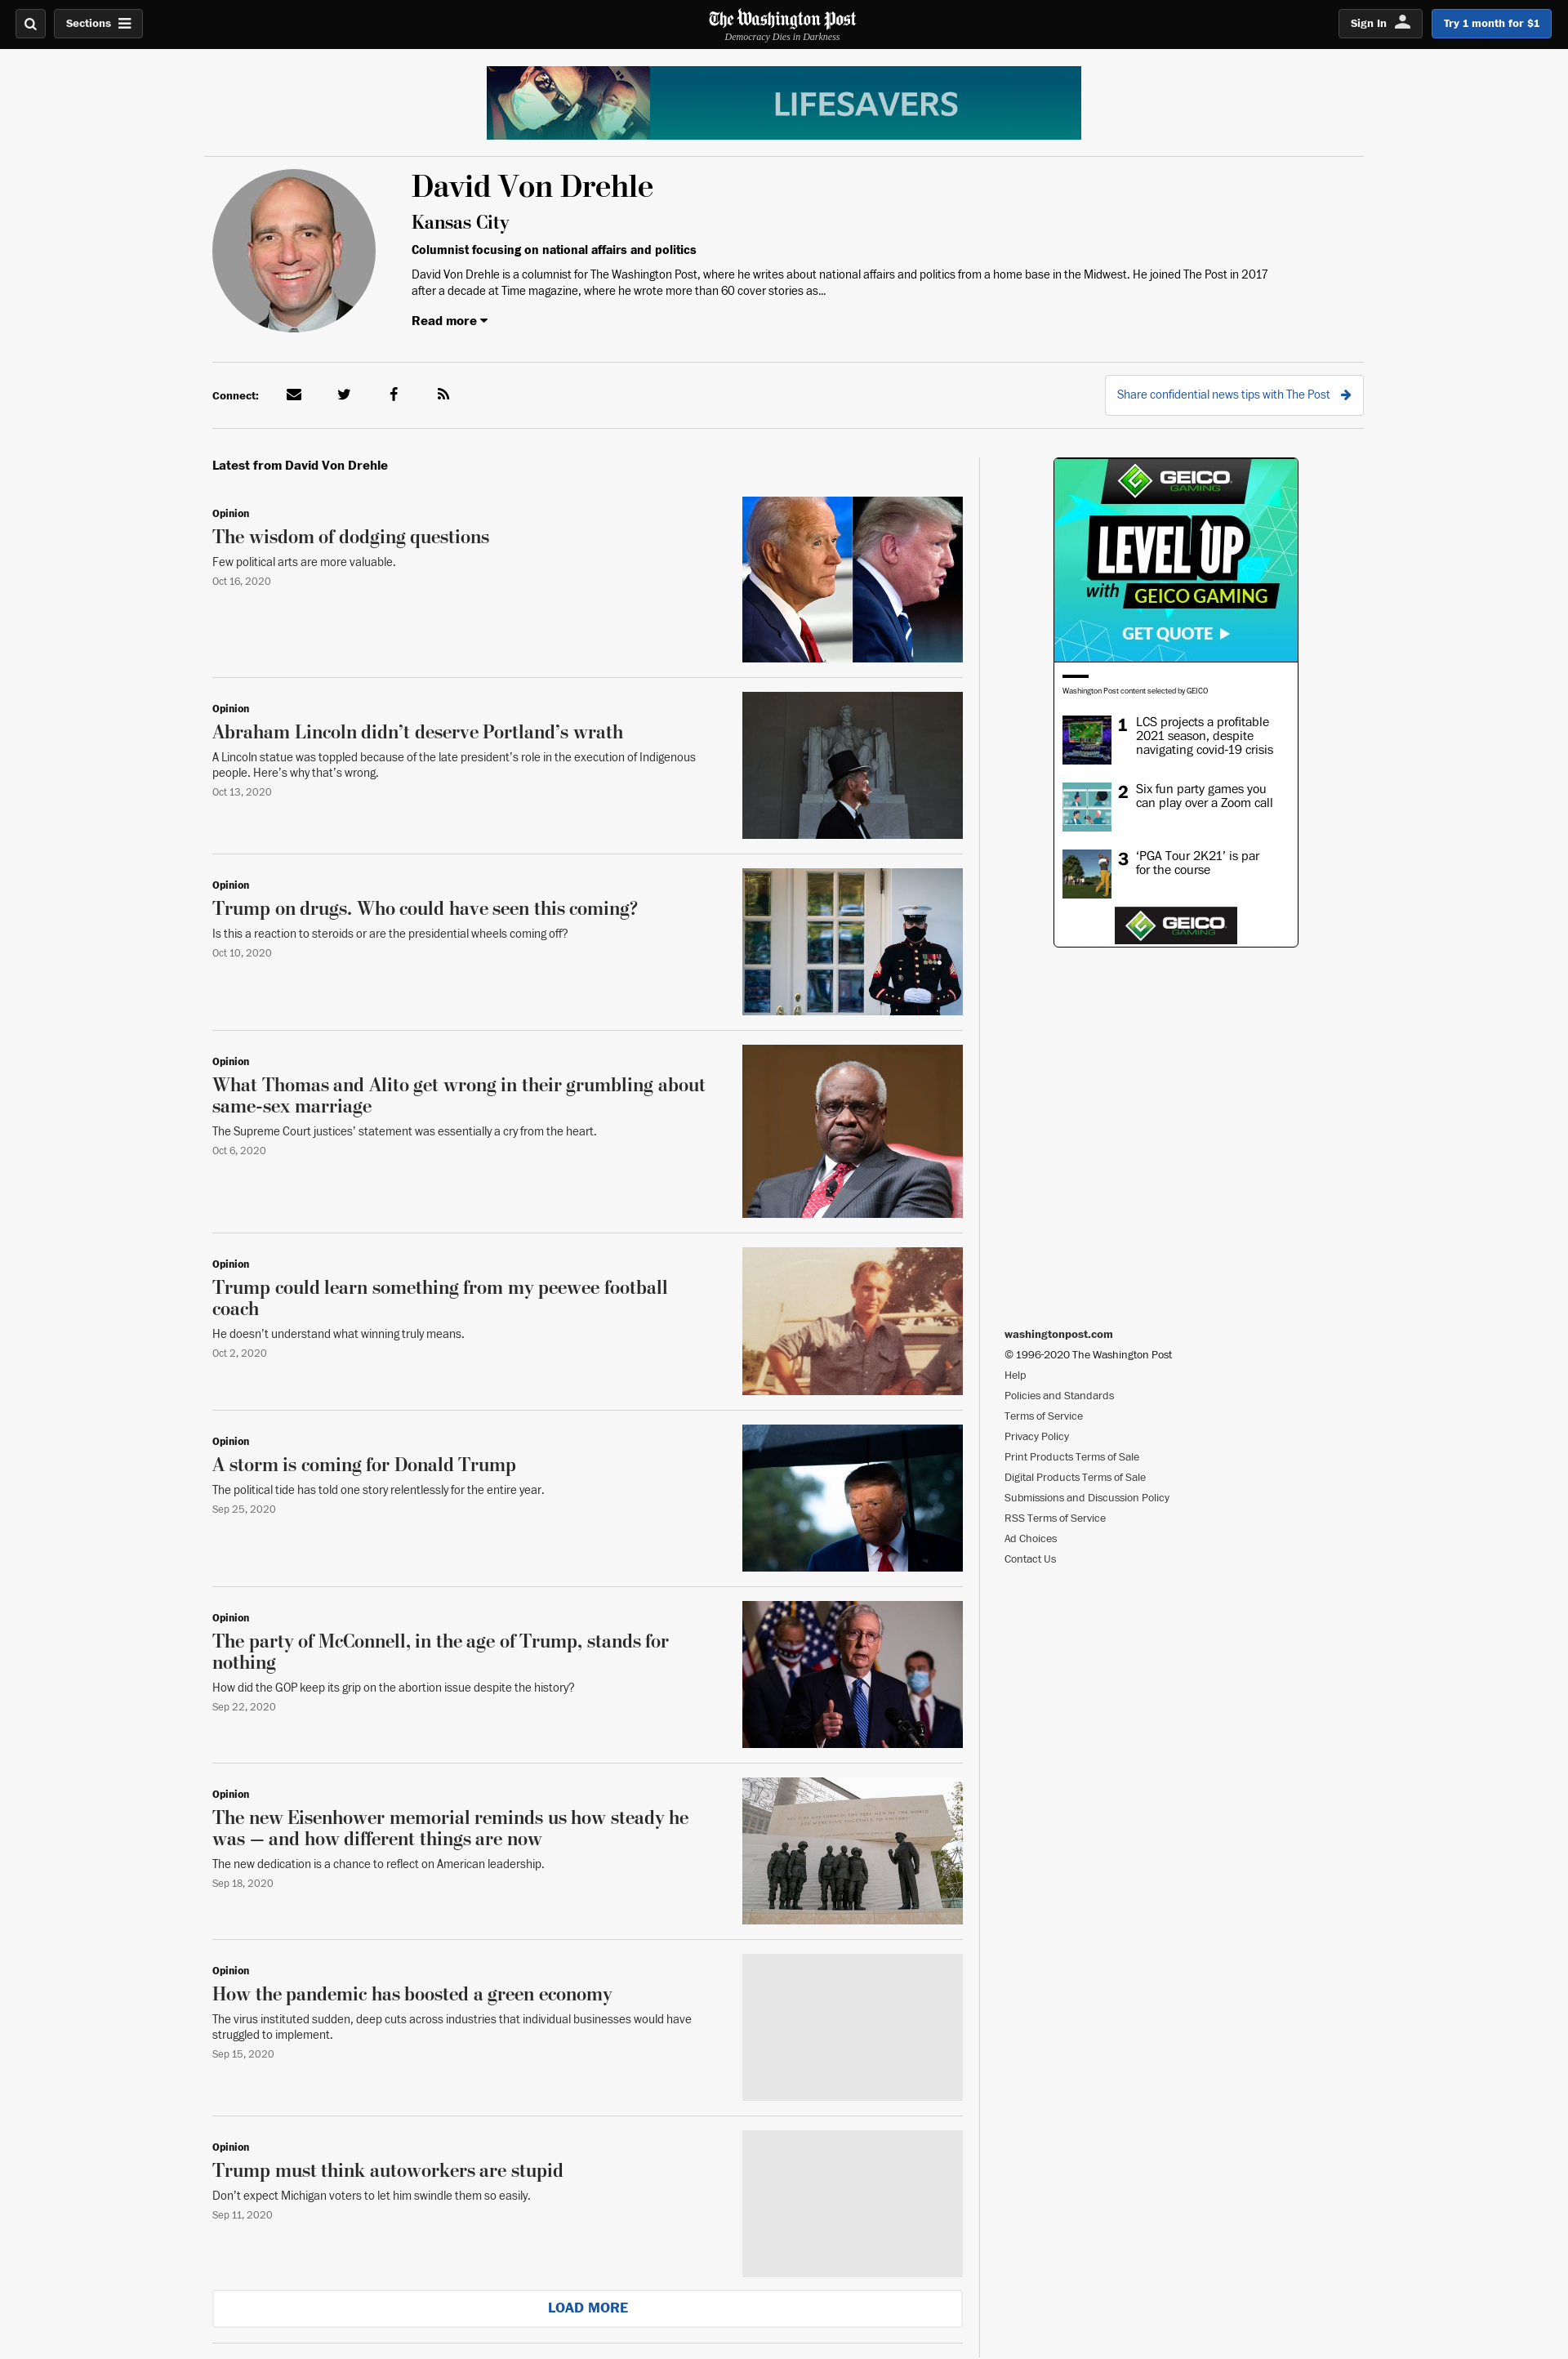 Sections
The Washington Post
Democracy Dies in Darkness
Sign In
Try 1 month for $1
LIFESAVERS
David Von Drehle
Kansas City
Columnist focusing on national affairs and politics
David Von Drehle is a columnist for The Washington Post, where he writes about national affairs and politics from a home base in the Midwest. He joined The Post in 2017
after a decade at Time magazine, where he wrote more than 60 cover stories as...
Read more
Connect:
Share confidential news tips with The Post
Latest from David Von Drehle
Opinion
The wisdom of dodging questions
Few political arts are more valuable.
Oct 16, 2020
Opinion
Abraham Lincoln didn’t deserve Portland’s wrath
A Lincoln statue was toppled because of the late president’s role in the execution of Indigenous
people. Here’s why that’s wrong.
Oct 13, 2020
Opinion
Trump on drugs. Who could have seen this coming?
Is this a reaction to steroids or are the presidential wheels coming off?
Oct 10, 2020
Opinion
What Thomas and Alito get wrong in their grumbling about
same-sex marriage
The Supreme Court justices’ statement was essentially a cry from the heart.
Oct 6, 2020
Opinion
Trump could learn something from my peewee football
coach
He doesn’t understand what winning truly means.
Oct 2, 2020
Opinion
A storm is coming for Donald Trump
The political tide has told one story relentlessly for the entire year.
Sep 25, 2020
Opinion
The party of McConnell, in the age of Trump, stands for
nothing
How did the GOP keep its grip on the abortion issue despite the history?
Sep 22, 2020
Opinion
The new Eisenhower memorial reminds us how steady he
was — and how different things are now
The new dedication is a chance to reflect on American leadership.
Sep 18, 2020
Opinion
How the pandemic has boosted a green economy
The virus instituted sudden, deep cuts across industries that individual businesses would have
struggled to implement.
Sep 15, 2020
Opinion
Trump must think autoworkers are stupid
Don’t expect Michigan voters to let him swindle them so easily.
Sep 11, 2020
LOAD MORE
GEICO
GAMING
LEVEL UP
with GEICO GAMING
GET QUOTE
Washington Post content selected by GEICO
1 LCS projects a profitable
2021 season, despite
navigating covid-19 crisis
2 Six fun party games you
can play over a Zoom call
3 ‘PGA Tour 2K21’ is par
for the course
GEICO
GAMING
washingtonpost.com
© 1996-2020 The Washington Post
Help
Policies and Standards
Terms of Service
Privacy Policy
Print Products Terms of Sale
Digital Products Terms of Sale
Submissions and Discussion Policy
RSS Terms of Service
Ad Choices
Contact Us